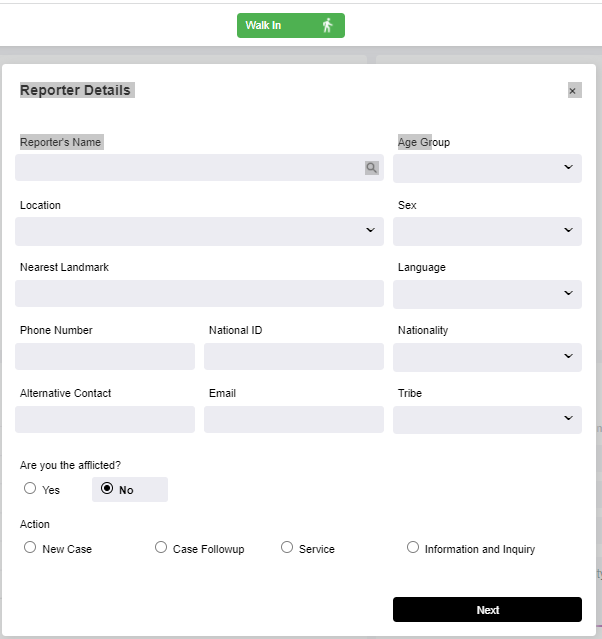 Walk In
Reporter Details ×
Reporter's Name Age Group
Location Sex
Nearest Landmark Language
Phone Number National ID Nationality
Alternative Contact Email Tribe
Are you the afflicted?
Yes No
Action
New Case Case Followup Service Information and Inquiry
Next